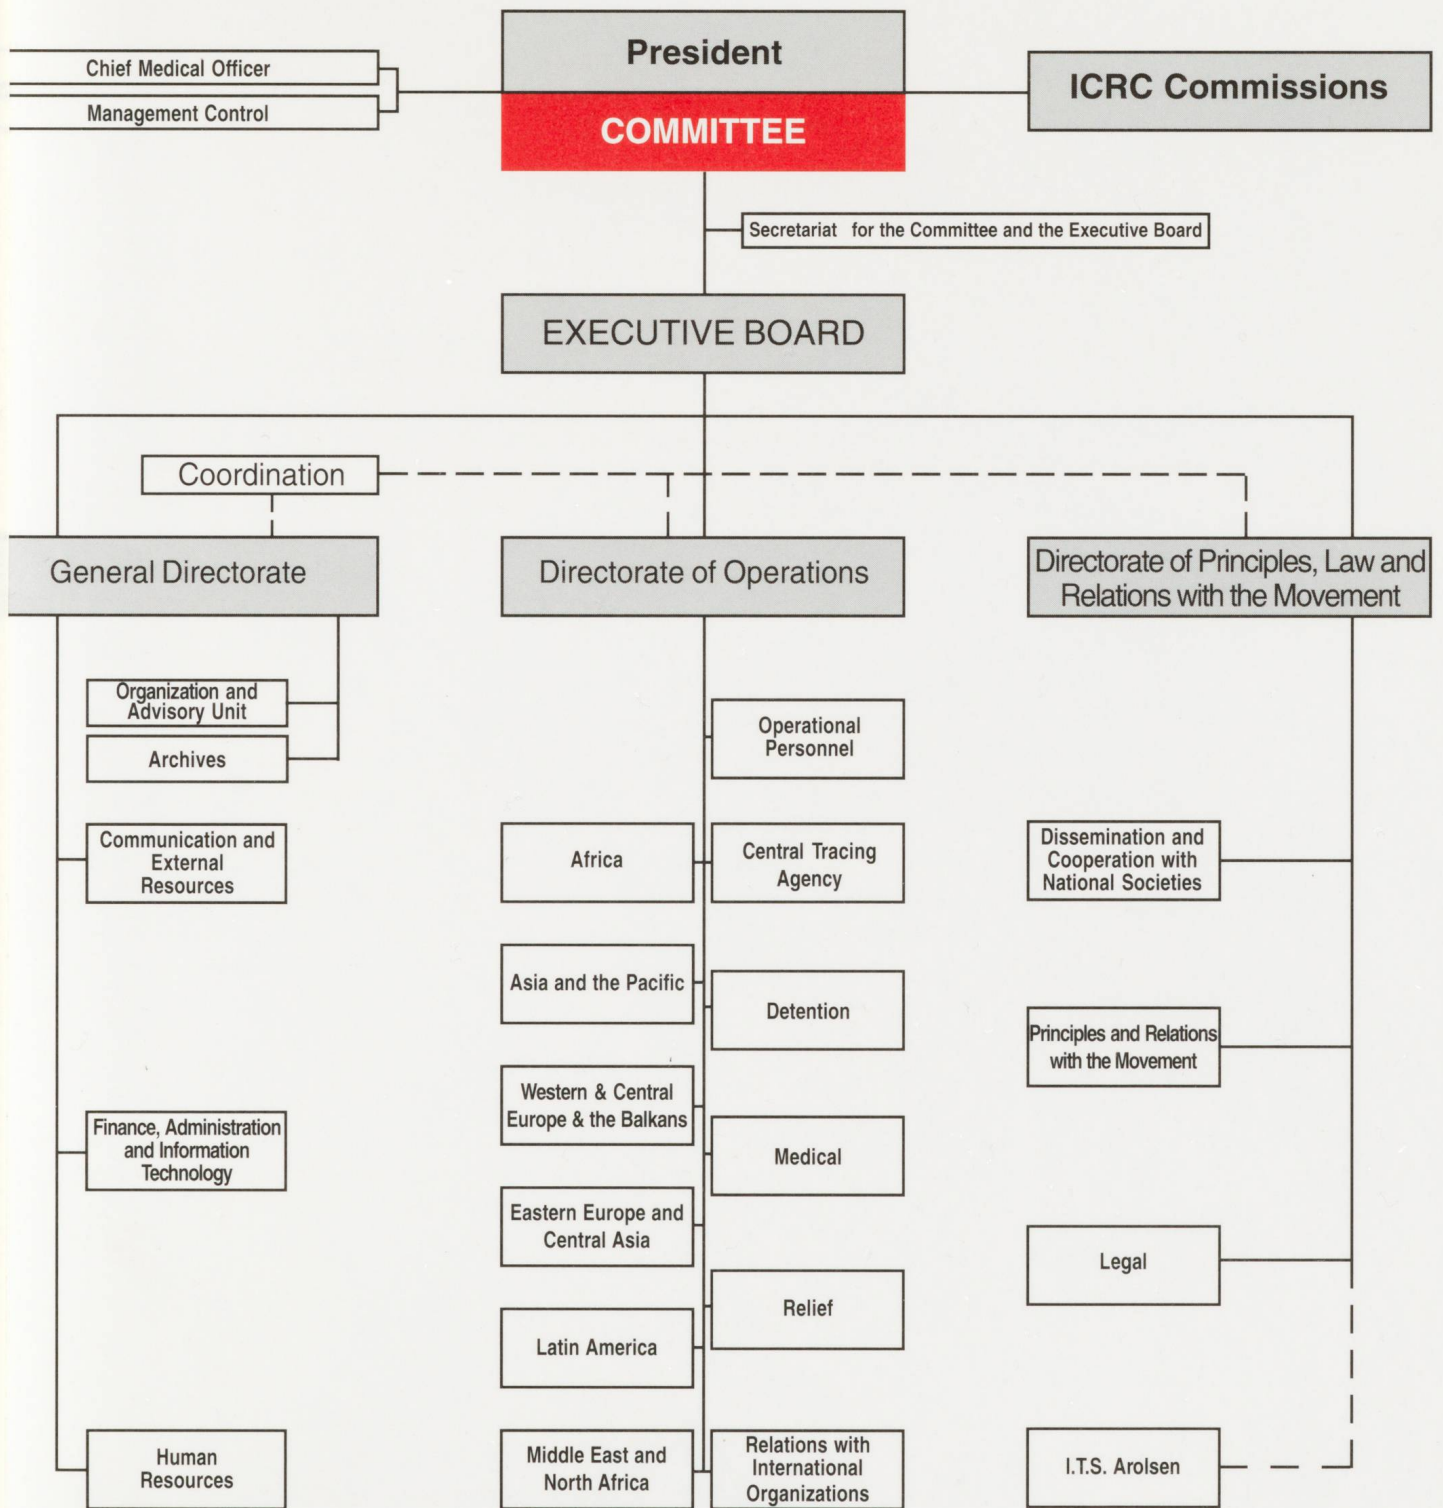 President
Chief Medical Officer
Management Control
COMMITTEE
ICRC Commissions
Secretariat for the Committee and the Executive Board
EXECUTIVE BOARD
Coordination
General Directorate
Organization and
Advisory Unit
Archives
Communication and
External
Resources
Finance, Administration
and Information
Technology
Human
Resources
Directorate of Operations
Operational
Personnel
Africa
Central Tracing
Agency
Asia and the Pacific
Detention
Western & Central
Europe & the Balkans
Medical
Eastern Europe and
Central Asia
Relief
Latin America
Middle East and
North Africa
Relations with
International
Organizations
Directorate of Principles, Law and
Relations with the Movement
Dissemination and
Cooperation with
National Societies
Principles and Relations
with the Movement
Legal
I.T.S. Arolsen